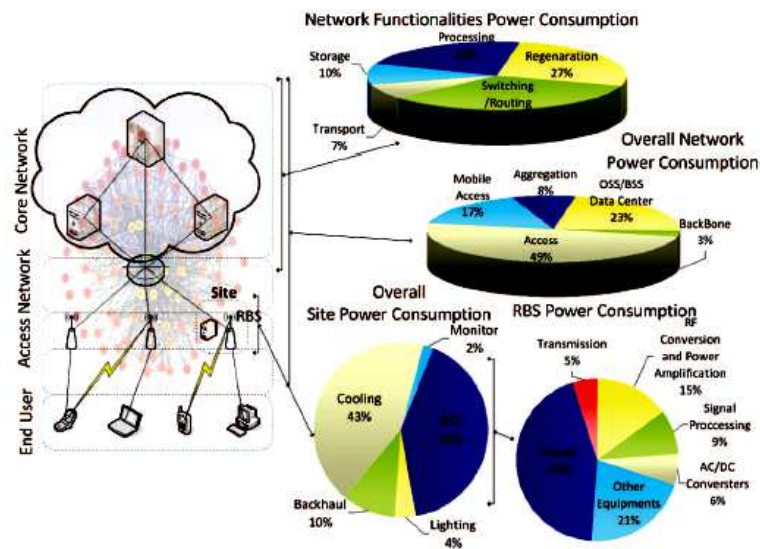 Network Functionalities Power Consumption
Processing
Storage
10%
Regenaration
27%
Switching
/Routing
Transport
7%
Overall Network
Power Consumption
Mobile
Access
17%
Aggregation
8%
OSS/BSS
Data Center
23%
BackBone
3%
Access
49%
Core Network
Access Network
End User
Site
RBS
Overall
Site Power Consumption
Monitor
2%
Cooling
43%
Backhaul
10%
Lighting
4%
RBS Power Consumption
Transmission
5%
RF
Conversion
and Power
Amplification
15%
Signal
Proccessing
9%
AC/DC
Conversters
6%
Other
Equipments
21%